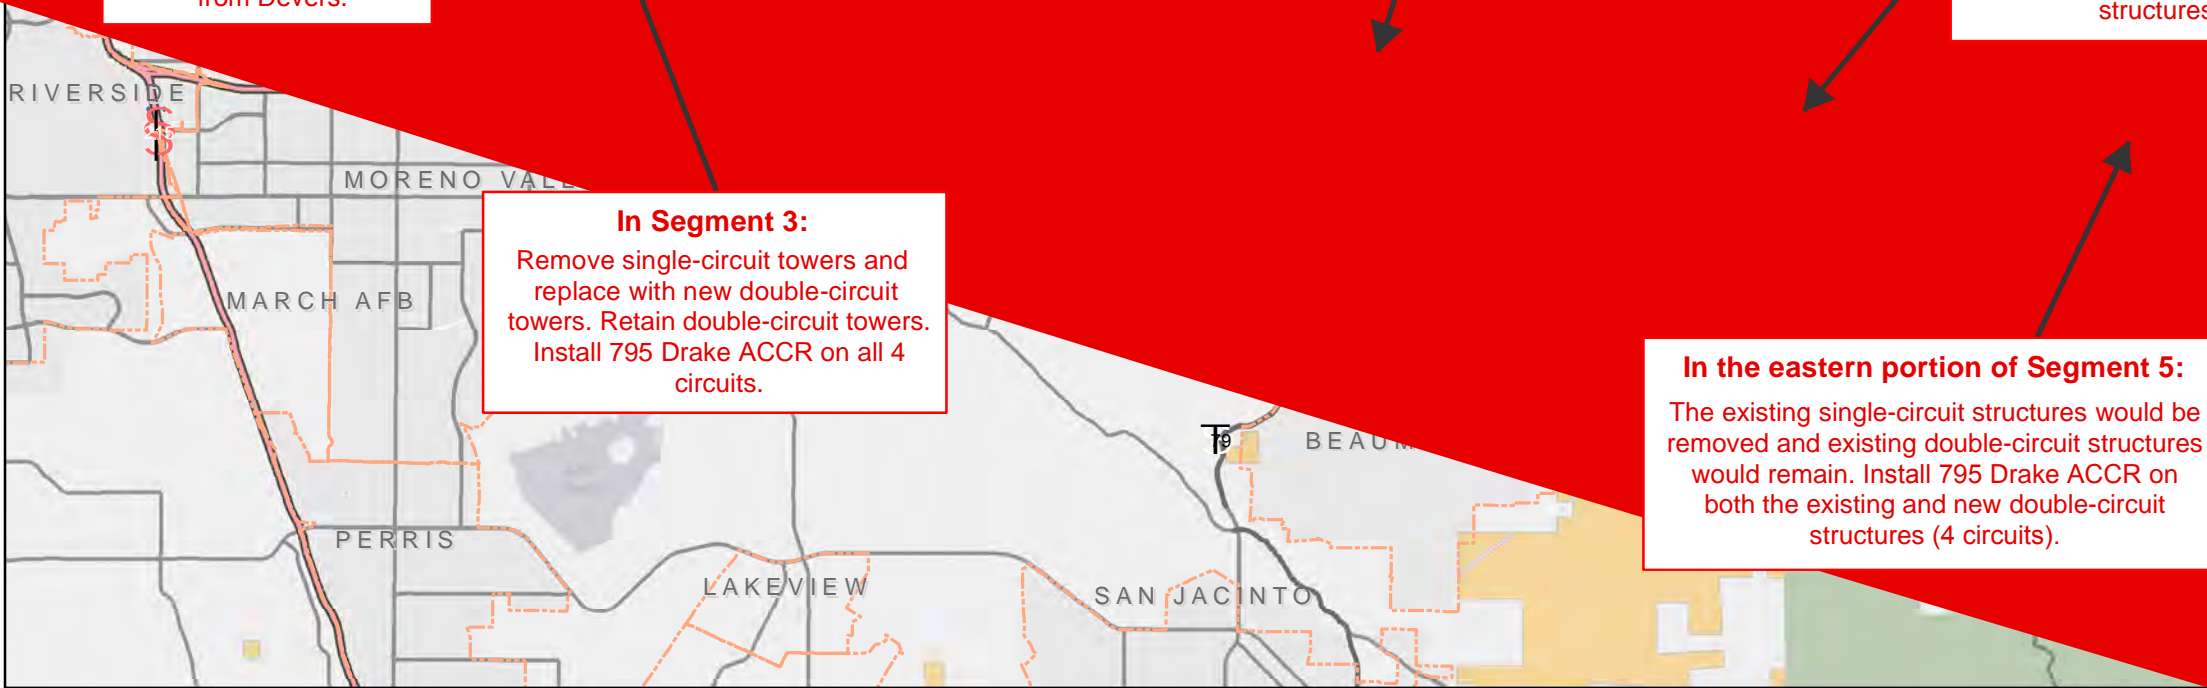 from Devers.
structures
RIVERSIDE
215
MORENO VALL
In Segment 3:
Remove single-circuit towers and
replace with new double-circuit
towers. Retain double-circuit towers.
Install 795 Drake ACCR on all 4
circuits.
MARCH AFB
In the eastern portion of Segment 5:
The existing single-circuit structures would be
removed and existing double-circuit structures
would remain. Install 795 Drake ACCR on
both the existing and new double-circuit
structures (4 circuits).
79
BEAUM
PERRIS
LAKEVIEW
SAN JACINTO